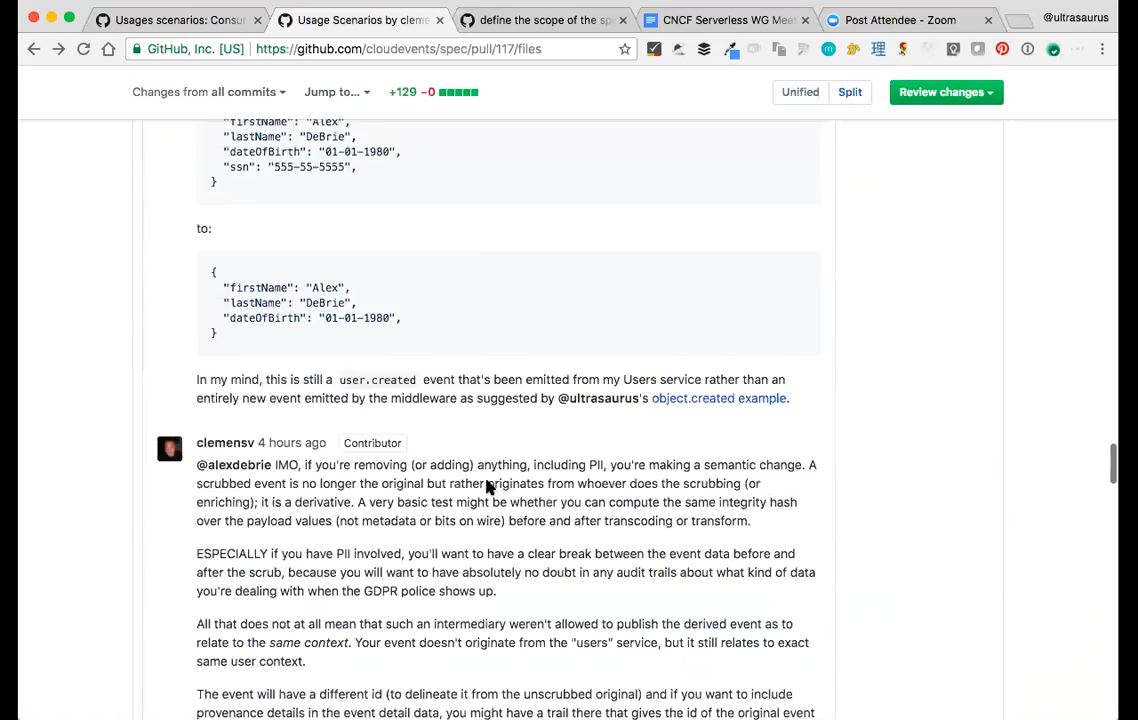 Usages scenarios: Consum
Usage Scenarios by cleme
define the scope of the spe
CNCF Serverless WG Meet
Post Attendee - Zoom
@ultrasaurus
GitHub, Inc. [US]
https://github.com/cloudevents/spec/pull/117/files
Changes from all commits
Jump to...
+129 −0
Unified
Split
Review changes
"firstName": "Alex",
"lastName": "DeBrie",
"dateOfBirth": "01-01-1980",
"ssn": "555-55-5555",
}
to:
{
"firstName": "Alex",
"lastName": "DeBrie",
"dateOfBirth": "01-01-1980",
}
In my mind, this is still a user.created event that's been emitted from my Users service rather than an
entirely new event emitted by the middleware as suggested by @ultrasaurus's object.created example.
clemensv 4 hours ago Contributor
@alexdebrie IMO, if you're removing (or adding) anything, including PII, you're making a semantic change. A
scrubbed event is no longer the original but rather originates from whoever does the scrubbing (or
enriching); it is a derivative. A very basic test might be whether you can compute the same integrity hash
over the payload values (not metadata or bits on wire) before and after transcoding or transform.
ESPECIALLY if you have PII involved, you'll want to have a clear break between the event data before and
after the scrub, because you will want to have absolutely no doubt in any audit trails about what kind of data
you're dealing with when the GDPR police shows up.
All that does not at all mean that such an intermediary weren't allowed to publish the derived event as to
relate to the same context. Your event doesn't originate from the "users" service, but it still relates to exact
same user context.
The event will have a different id (to delineate it from the unscrubbed original) and if you want to include
provenance details in the event detail data, you might have a trail there that gives the id of the original event